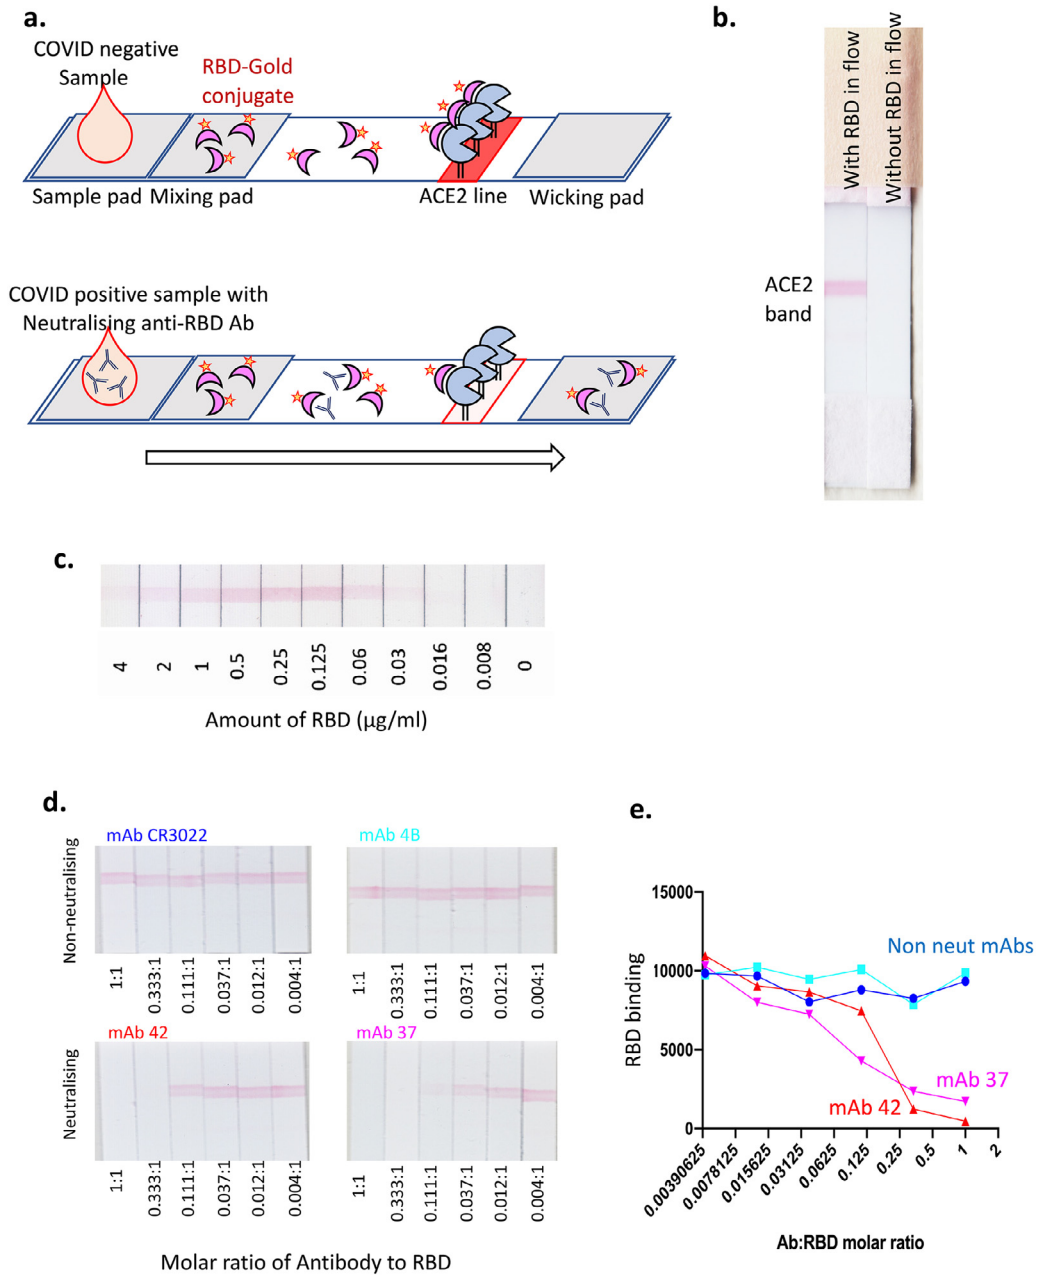 a.
COVID negative
Sample
RBD-Gold
conjugate
Sample pad
Mixing pad
ACE2 line
Wicking pad
COVID positive sample with
Neutralising anti-RBD Ab
b.
With RBD in flow
Without RBD in flow
ACE2
band
c.
4
2
1
0.5
0.25
0.125
0.06
0.03
0.016
0.008
0
Amount of RBD (µg/ml)
d.
Non-neutralising
mAb CR3022
1:1
0.333:1
0.111:1
0.037:1
0.012:1
0.004:1
mAb 4B
1:1
0.333:1
0.111:1
0.037:1
0.012:1
0.004:1
Neutralising
mAb 42
1:1
0.333:1
0.111:1
0.037:1
0.012:1
0.004:1
mAb 37
1:1
0.333:1
0.111:1
0.037:1
0.012:1
0.004:1
Molar ratio of Antibody to RBD
e.
RBD binding
15000
10000
5000
0
Non neut mAbs
mAb 37
mAb 42
0.00390625
0.0078125
0.015625
0.03125
0.0625
0.125
0.25
0.5
1
2
Ab:RBD molar ratio